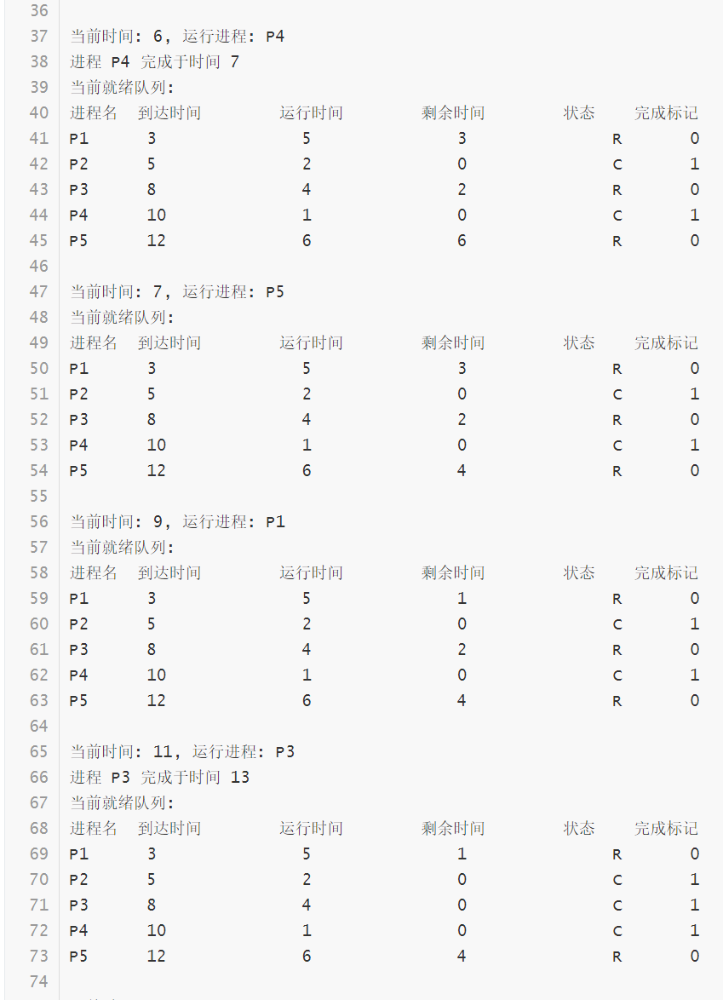 36
37 当前时间: 6, 运行进程: P4
38 进程 P4 完成于时间 7
39 当前就绪队列:
40 进程名 到达时间 运行时间 剩余时间 状态 完成标记
41 P1 3 5 3 R 0
42 P2 5 2 0 C 1
43 P3 8 4 2 R 0
44 P4 10 1 0 C 1
45 P5 12 6 6 R 0
46
47 当前时间: 7, 运行进程: P5
48 当前就绪队列:
49 进程名 到达时间 运行时间 剩余时间 状态 完成标记
50 P1 3 5 3 R 0
51 P2 5 2 0 C 1
52 P3 8 4 2 R 0
53 P4 10 1 0 C 1
54 P5 12 6 4 R 0
55
56 当前时间: 9, 运行进程: P1
57 当前就绪队列:
58 进程名 到达时间 运行时间 剩余时间 状态 完成标记
59 P1 3 5 1 R 0
60 P2 5 2 0 C 1
61 P3 8 4 2 R 0
62 P4 10 1 0 C 1
63 P5 12 6 4 R 0
64
65 当前时间: 11, 运行进程: P3
66 进程 P3 完成于时间 13
67 当前就绪队列:
68 进程名 到达时间 运行时间 剩余时间 状态 完成标记
69 P1 3 5 1 R 0
70 P2 5 2 0 C 1
71 P3 8 4 0 C 1
72 P4 10 1 0 C 1
73 P5 12 6 4 R 0
74